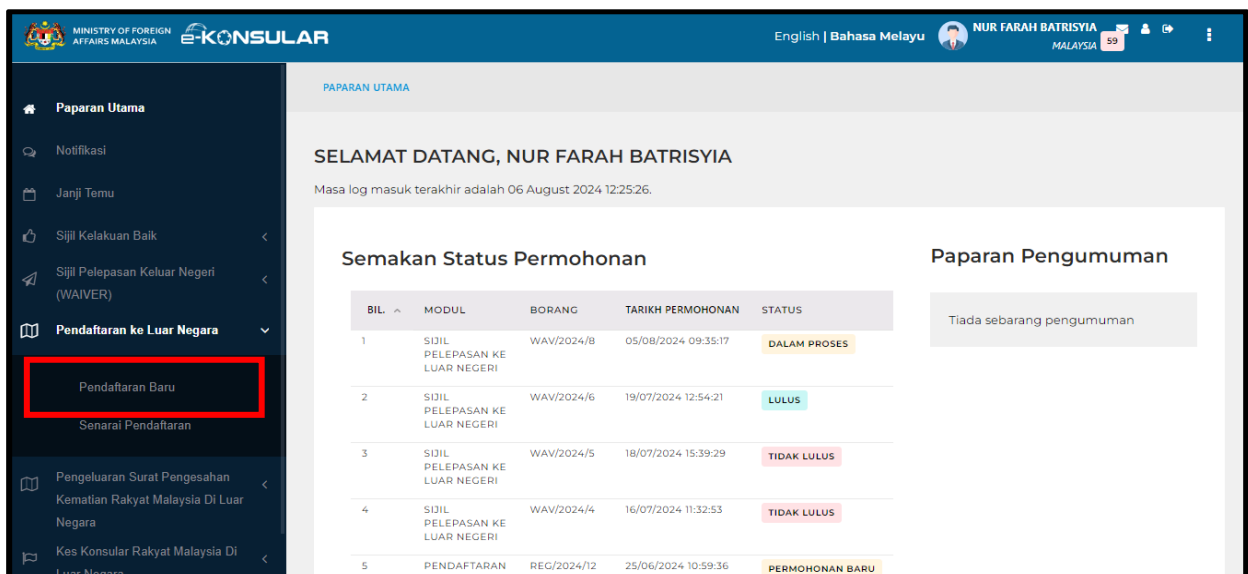 MINISTRY OF FOREIGN
AFFAIRS MALAYSIA
e-KONSULAR
English | Bahasa Melayu
NUR FARAH BATRISYIA
MALAYSIA
59
Paparan Utama
Notifikasi
Janji Temu
Sijil Kelakuan Baik
Sijil Pelepasan Keluar Negeri
(WAIVER)
Pendaftaran ke Luar Negara
Pendaftaran Baru
Senarai Pendaftaran
Pengeluaran Surat Pengesahan
Kematian Rakyat Malaysia Di Luar
Negara
Kes Konsular Rakyat Malaysia Di
Luar Negara
PAPARAN UTAMA
SELAMAT DATANG, NUR FARAH BATRISYIA
Masa log masuk terakhir adalah 06 August 2024 12:25:26.
Semakan Status Permohonan
BIL. MODUL BORANG TARIKH PERMOHONAN STATUS
1 SIJIL WAV/2024/8 05/08/2024 09:35:17 DALAM PROSES
PELEPASAN KE
LUAR NEGERI
2 SIJIL WAV/2024/6 19/07/2024 12:54:21 LULUS
PELEPASAN KE
LUAR NEGERI
3 SIJIL WAV/2024/5 18/07/2024 15:39:29 TIDAK LULUS
PELEPASAN KE
LUAR NEGERI
4 SIJIL WAV/2024/4 16/07/2024 11:32:53 TIDAK LULUS
PELEPASAN KE
LUAR NEGERI
5 PENDAFTARAN REG/2024/12 25/06/2024 10:59:36 PERMOHONAN BARU
Paparan Pengumuman
Tiada sebarang pengumuman